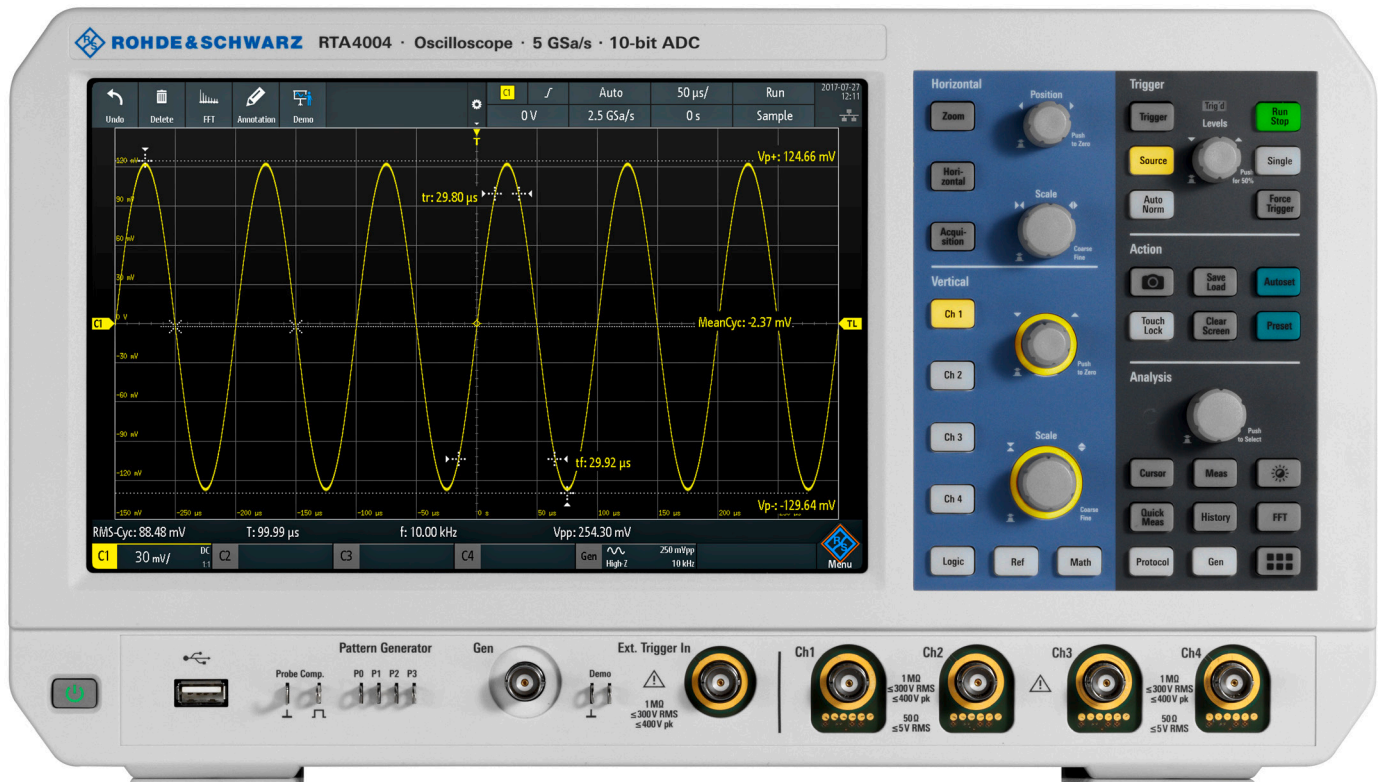 ROHDE & SCHWARZ RTA4004 · Oscilloscope · 5 GSa/s · 10-bit ADC
Undo Delete FFT Annotation Demo
C1 Auto 50 µs/ Run
0 V 2.5 GSa/s 0 s Sample
2017-07-27
12:11
T
120 mV
Vp+: 124.66 mV
90 mV
tr: 29.80 µs
60 mV
30 mV
C1
0 V
MeanCyc: -2.37 mV
TL
-30 mV
-60 mV
-90 mV
tf: 29.92 µs
-120 mV
-150 mV -250 µs -200 µs -150 µs -100 µs -50 µs 0 s 50 µs 100 µs 150 µs 200 µs
Vp-: -129.64 mV
RMS-Cyc: 88.48 mV T: 99.99 µs f: 10.00 kHz Vpp: 254.30 mV
C1 30 mV/ DC 1:1 C2 C3 C4 Gen High-Z 250 mVpp 10 kHz
R&S
Menu
Horizontal
Position
Zoom
Push
to Zero
Hori-
zontal
Scale
Acqui-
sition
Coarse
Fine
Vertical
Ch 1
Push
to Zero
Ch 2
Ch 3
Scale
Ch 4
Coarse
Fine
Logic Ref Math
Trigger
Trig'd
Levels
Trigger
Run
Stop
Source
Single
Push
for 50%
Auto
Norm
Force
Trigger
Action
Save
Load
Autoset
Touch
Lock
Clear
Screen
Preset
Analysis
Push
to Select
Cursor Meas
Quick
Meas
History FFT
Protocol Gen
Pattern Generator
Probe Comp. P0 P1 P2 P3
Gen
Demo
Ext. Trigger In
1 MΩ
≤300 V RMS
≤400 V pk
Ch1
Ch2
1 MΩ
≤300 V RMS
≤400 V pk
50 Ω
≤5 V RMS
Ch3
Ch4
1 MΩ
≤300 V RMS
≤400 V pk
50 Ω
≤5 V RMS